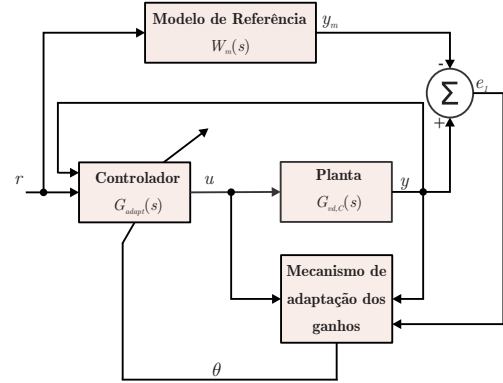 Modelo de Referência
W_m(s)
y_m
-
Σ
e_1
+
r
Controlador
G_adapt(s)
u
Planta
G_vd,C(s)
y
Mecanismo de
adaptação dos
ganhos
θ